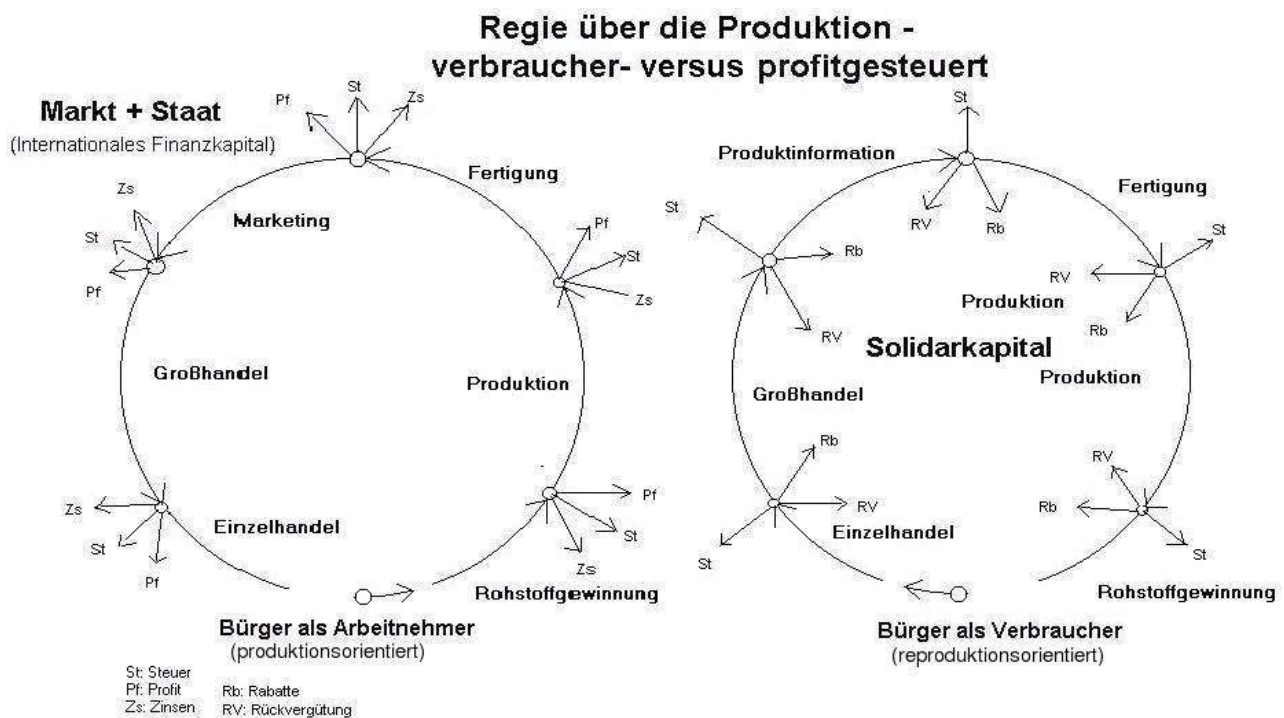 Regie über die Produktion -
verbraucher- versus profitgesteuert
Markt + Staat
(Internationales Finanzkapital)
Pf
St
Zs
Fertigung
Pf
St
Zs
Produktion
Pf
St
Zs
Rohstoffgewinnung
Zs
St
Pf
Marketing
Großhandel
Zs
St
Pf
Einzelhandel
Bürger als Arbeitnehmer
(produktionsorientiert)
St
Produktinformation
RV
Rb
Fertigung
St
RV
Rb
Produktion
St
Rb
RV
Solidarkapital
Produktion
Großhandel
Rb
RV
St
Einzelhandel
RV
Rb
St
Rohstoffgewinnung
Bürger als Verbraucher
(reproduktionsorientiert)
St: Steuer
Pf: Profit
Zs: Zinsen
Rb: Rabatte
RV: Rückvergütung